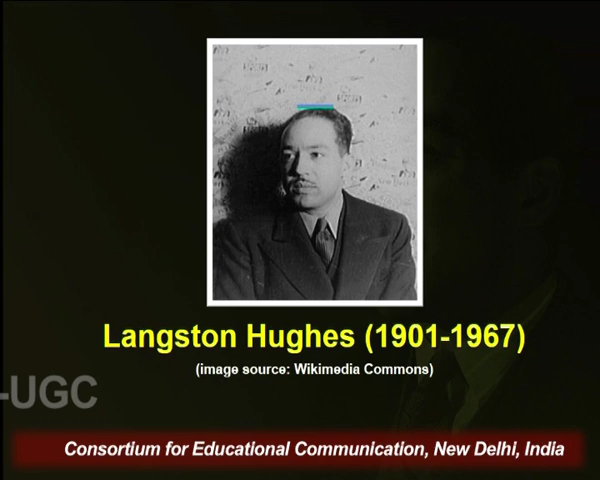 Langston Hughes (1901-1967)
(image source: Wikimedia Commons)
-UGC
Consortium for Educational Communication, New Delhi, India